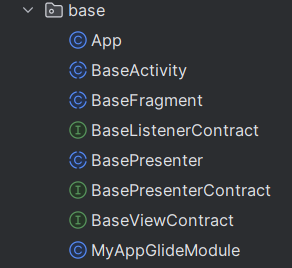 base
C App
C BaseActivity
C BaseFragment
I BaseListenerContract
C BasePresenter
I BasePresenterContract
I BaseViewContract
C MyAppGlideModule